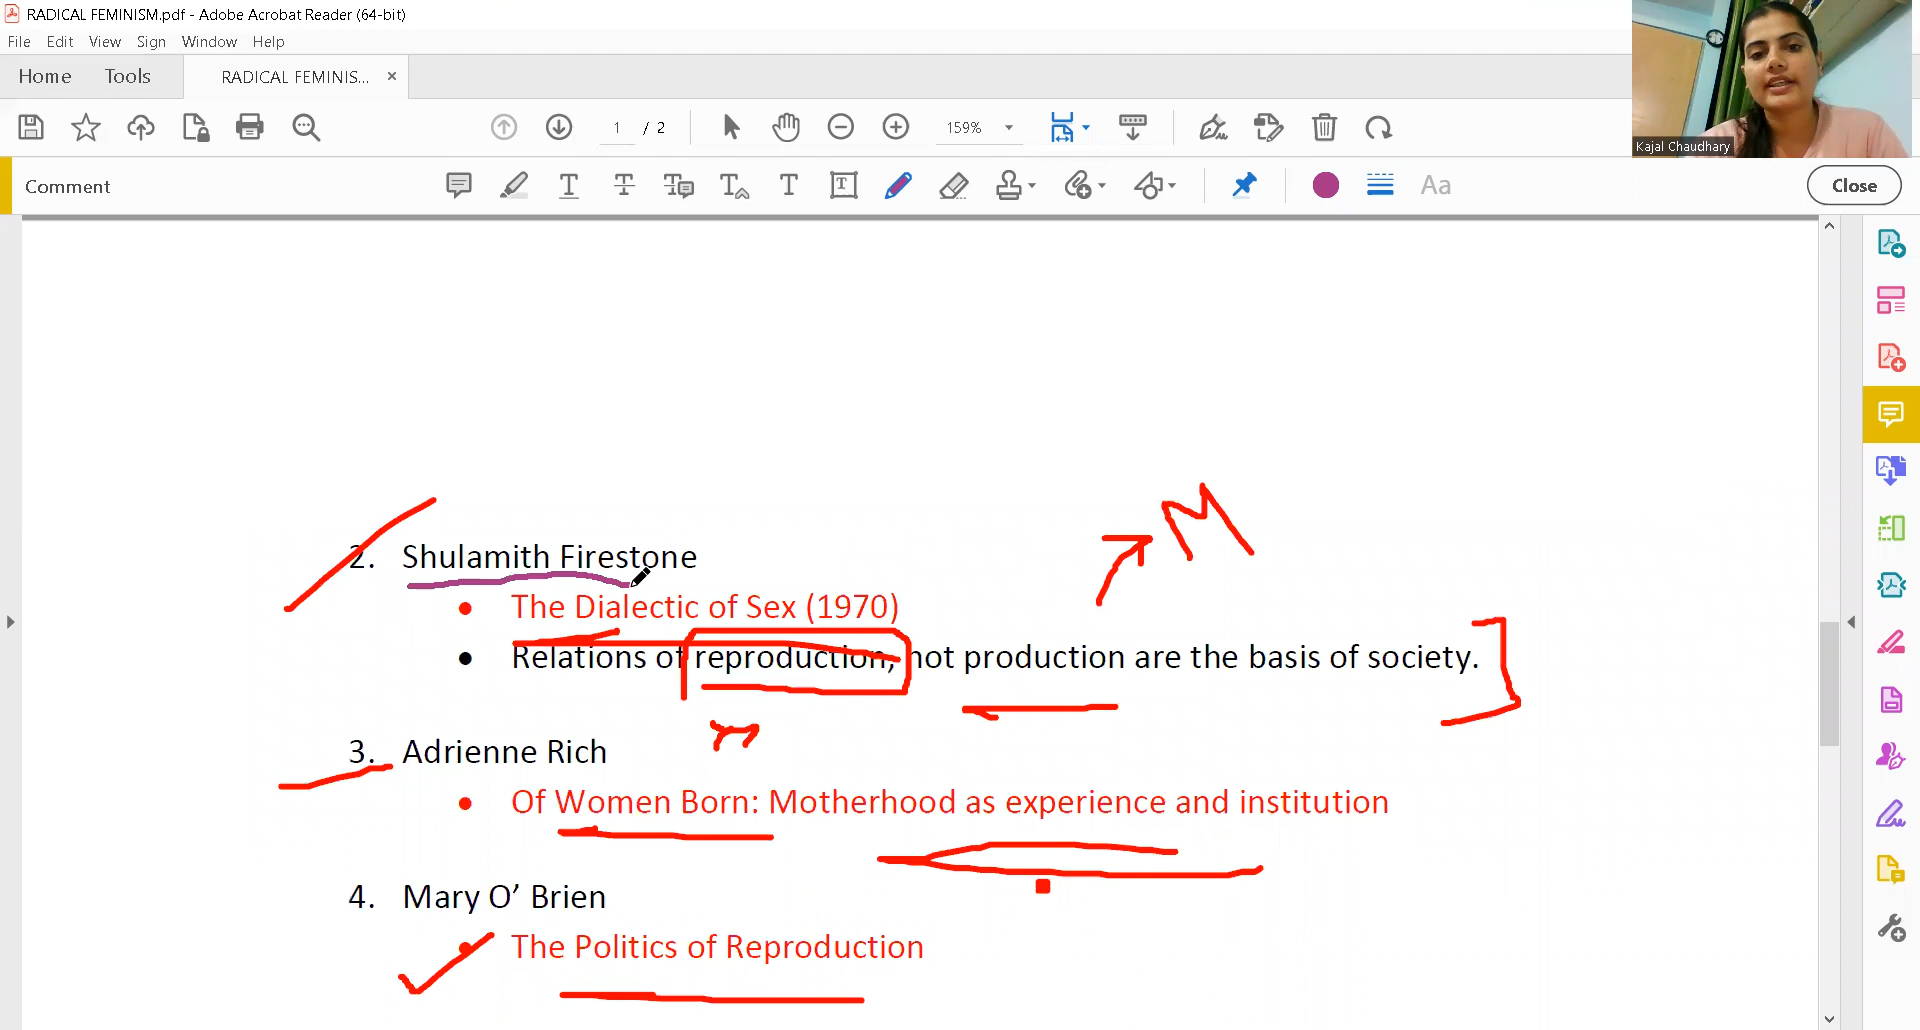 RADICAL FEMINISM.pdf - Adobe Acrobat Reader (64-bit)
File Edit View Sign Window Help
Home Tools RADICAL FEMINIS... ×
1 / 2 159%
Kajal Chaudhary
Comment
Aa
Close
M
2. Shulamith Firestone
• The Dialectic of Sex (1970)
• Relations of reproduction, not production are the basis of society.
3. Adrienne Rich
• Of Women Born: Motherhood as experience and institution
4. Mary O’ Brien
• The Politics of Reproduction